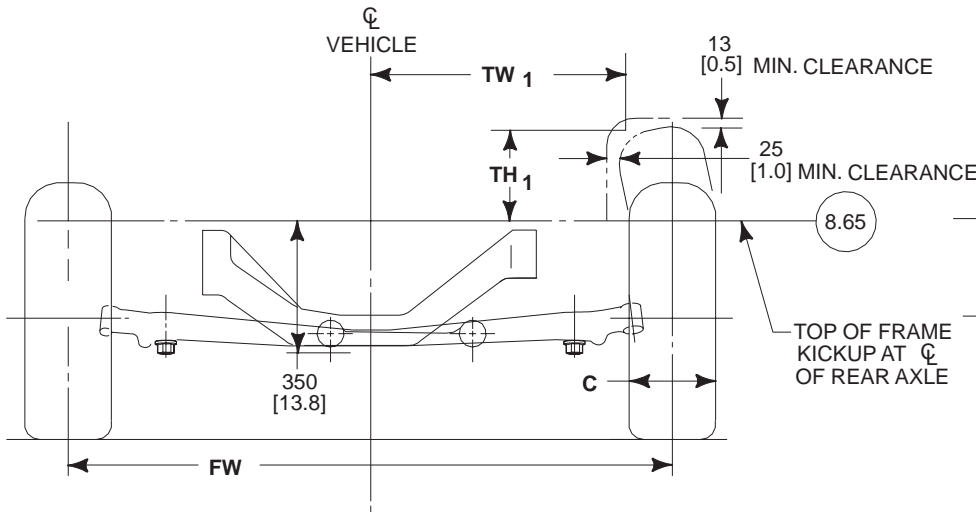 ℄
VEHICLE
13
[0.5] MIN. CLEARANCE
TW 1
25
[1.0] MIN. CLEARANCE
TH 1
8.65
TOP OF FRAME
KICKUP AT ℄
OF REAR AXLE
350
[13.8]
C
FW